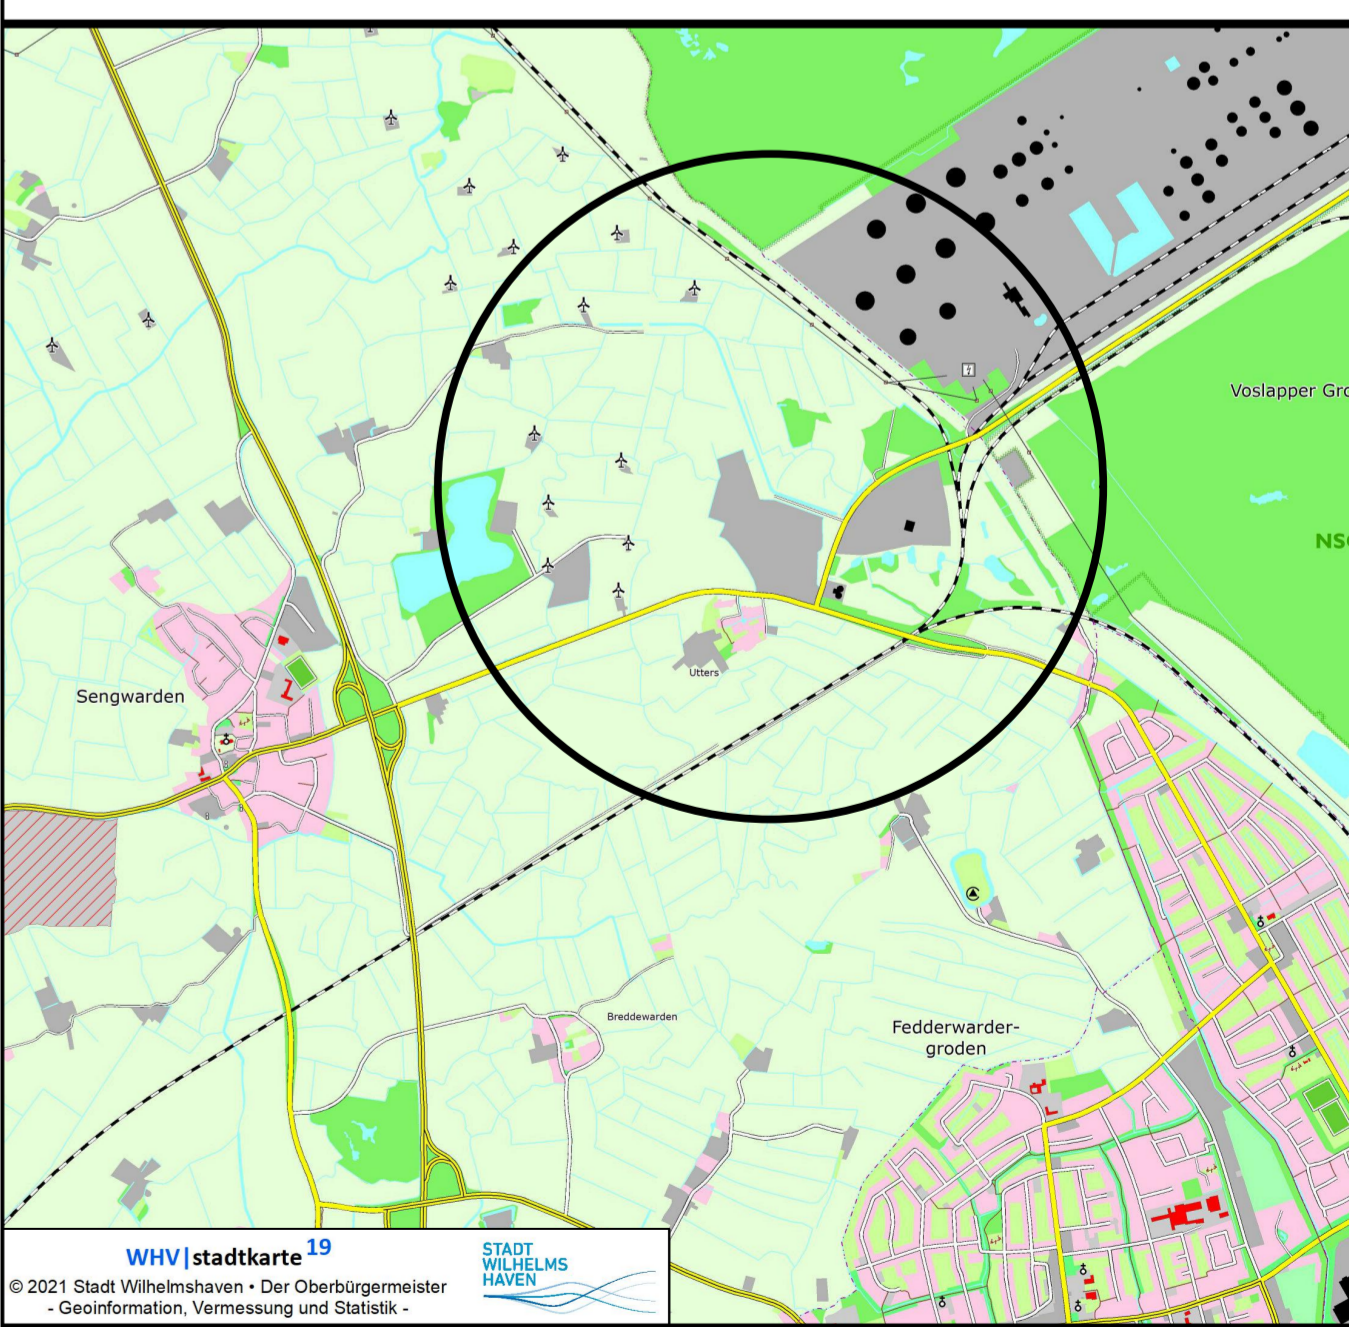 Voslapper Gro
NSG
Sengwarden
Utters
Breddewarden
Fedderwarder-
groden
WHV|stadtkarte 19
© 2021 Stadt Wilhelmshaven • Der Oberbürgermeister
- Geoinformation, Vermessung und Statistik -
STADT
WILHELMS
HAVEN